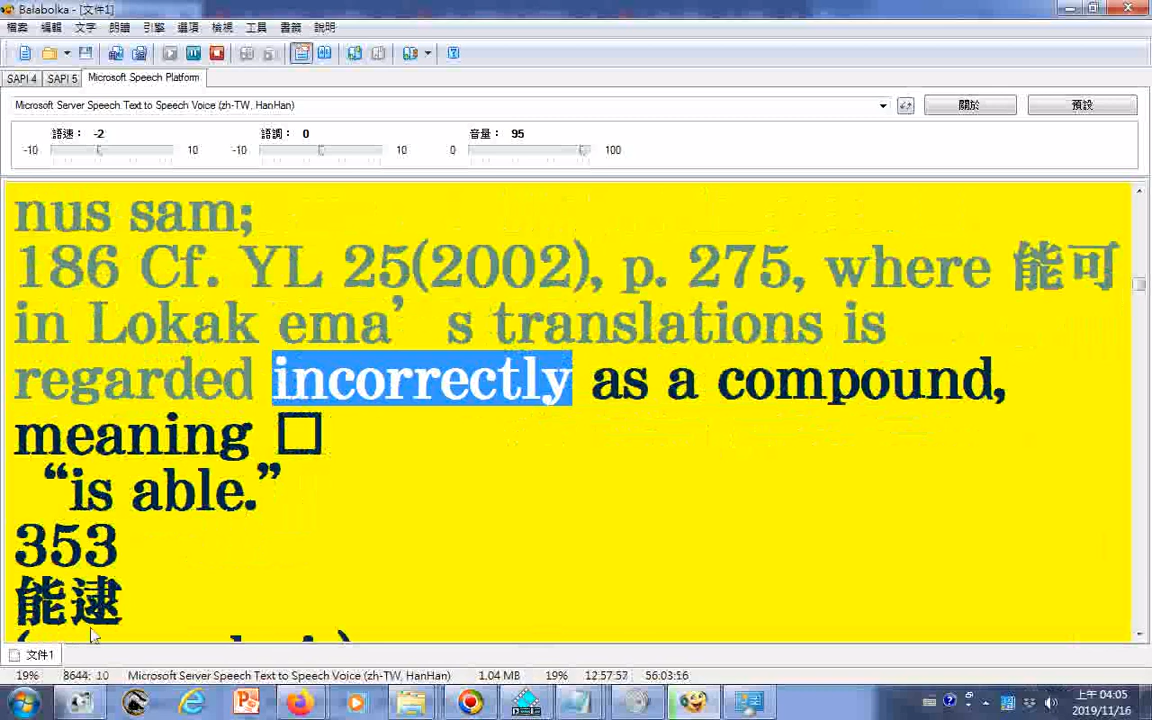 Balabolka - [文件1]
檔案 編輯 文字 朗讀 引擎 選項 檢視 工具 書籤 說明
SAPI 4 SAPI 5 Microsoft Speech Platform
Microsoft Server Speech Text to Speech Voice (zh-TW, HanHan) 關於 預設
語速： -2 語調： 0 音量： 95
-10 10 -10 10 0 100
nus sam;
186 Cf. YL 25(2002), p. 275, where 能可
in Lokak ema’s translations is
regarded incorrectly as a compound,
meaning □
“is able.”
353
能逮
文件1
19% 8644: 10 Microsoft Server Speech Text to Speech Voice (zh-TW, HanHan) 1.04 MB 19% 12:57:57 56:03:16
上午 04:05
2019/11/16